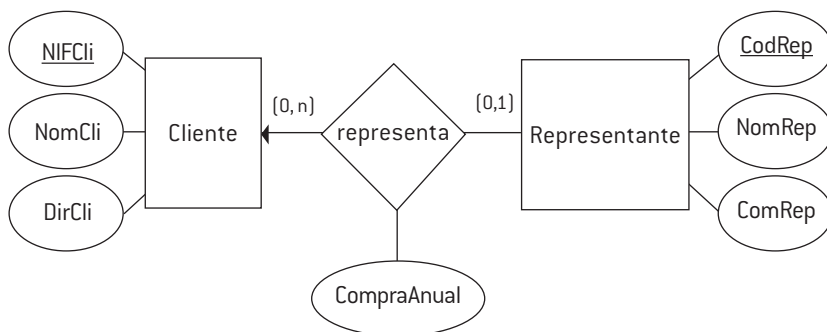 NIFCli
NomCli
DirCli
Cliente
(0, n)
representa
(0,1)
CompraAnual
Representante
CodRep
NomRep
ComRep